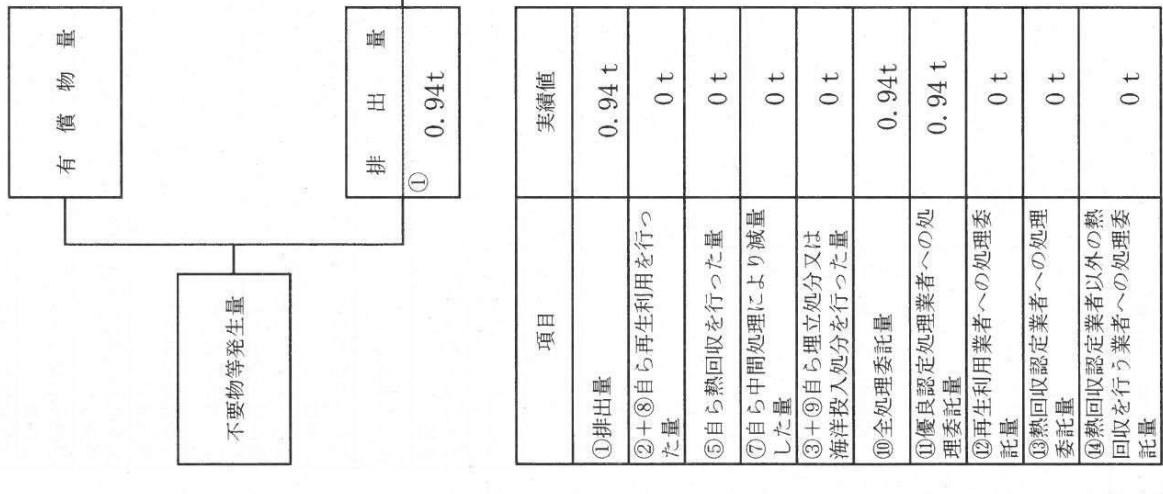 有償物量
排出量
①
0.94t
不要物等発生量
項目
実績値
①排出量
0.94 t
②＋⑧自ら再生利用を行っ
た量
0 t
⑤自ら熱回収を行った量
0 t
⑦自ら中間処理により減量
した量
0 t
③＋⑨自ら埋立処分又は
海洋投入処分を行った量
0 t
⑩全処理委託量
0.94t
⑪優良認定処理業者への処
理委託量
0.94 t
⑫再生利用業者への処理委
託量
0 t
⑬熱回収認定業者への処理
委託量
0 t
⑭熱回収認定業者以外の熱
回収を行う業者への処理委
託量
0 t